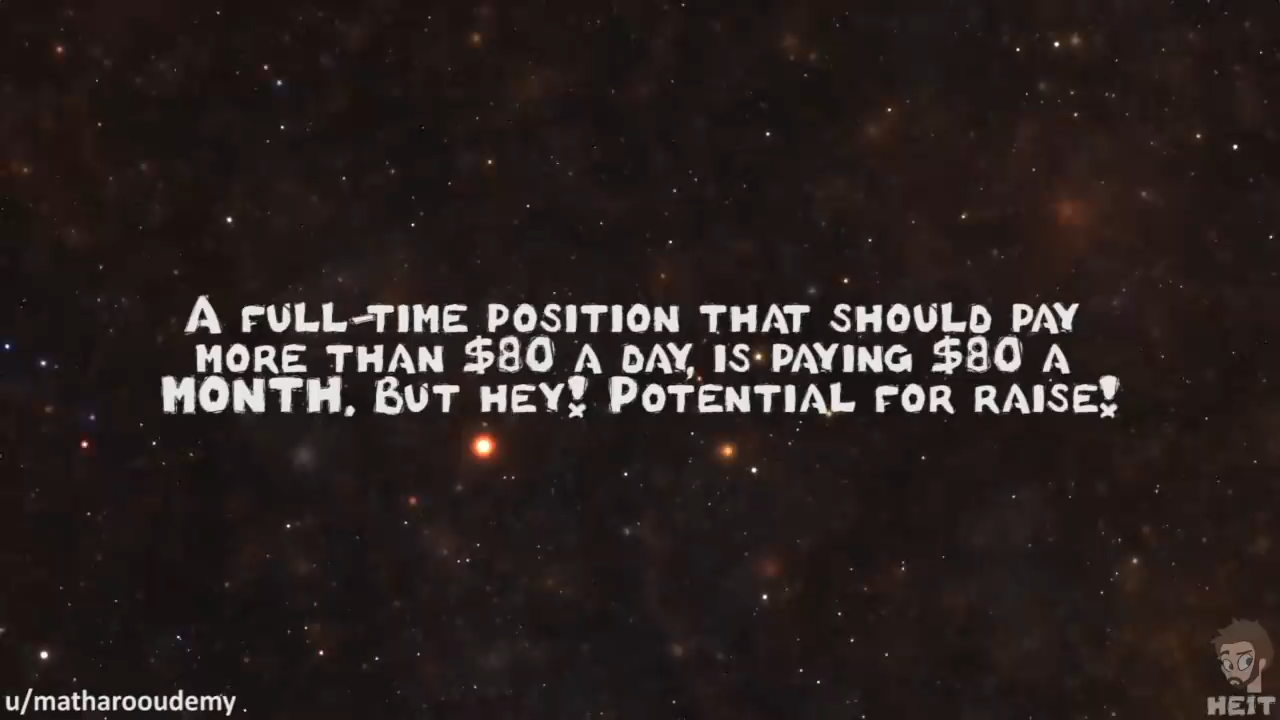 A full-time position that should pay
more than $80 a day, is paying $80 a
MONTH. But hey! Potential for raise!
u/matharooudemy
HEIT